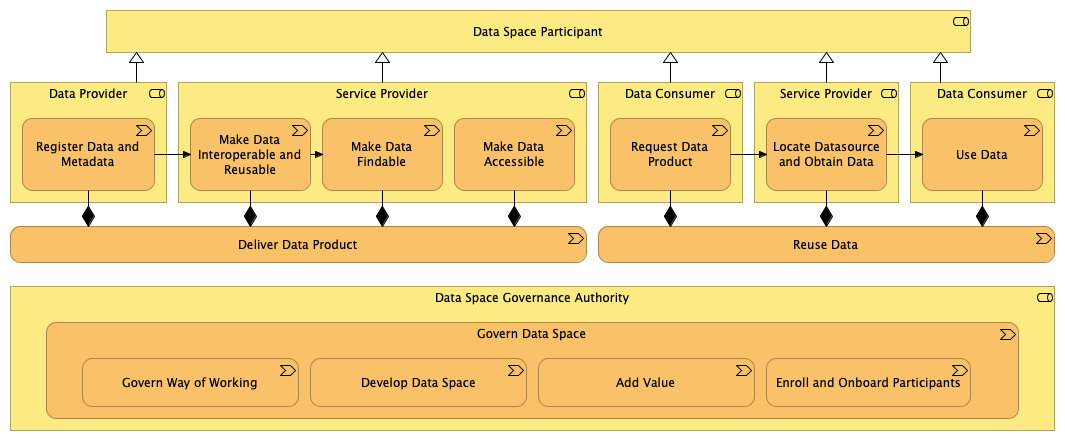 Data Space Participant
Data Provider
Service Provider
Data Consumer
Service Provider
Data Consumer
Register Data and
Metadata
Make Data
Interoperable and
Reusable
Make Data
Findable
Make Data
Accessible
Request Data
Product
Locate Datasource
and Obtain Data
Use Data
Deliver Data Product
Reuse Data
Data Space Governance Authority
Govern Data Space
Govern Way of Working
Develop Data Space
Add Value
Enroll and Onboard Participants